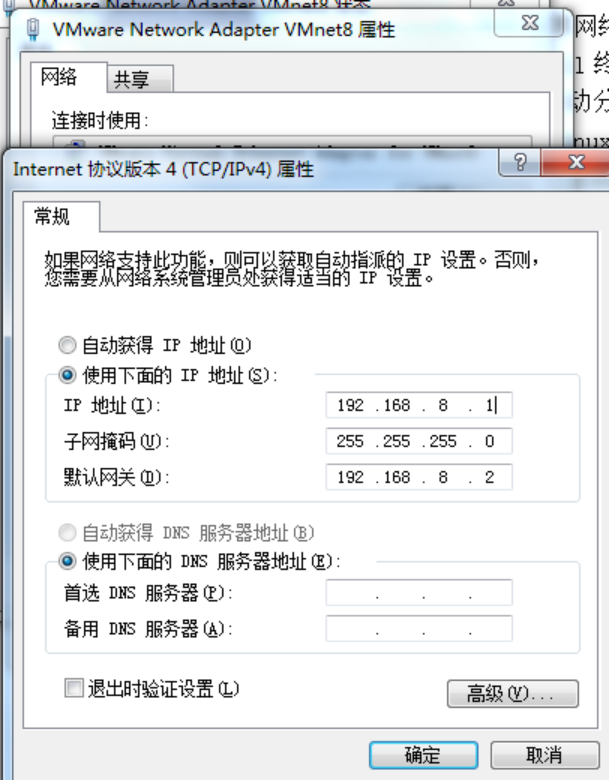 VMware Network Adapter VMnet8 状态
VMware Network Adapter VMnet8 属性
网络 共享
连接时使用:
Internet 协议版本 4 (TCP/IPv4) 属性
常规
如果网络支持此功能，则可以获取自动指派的 IP 设置。否则，
您需要从网络系统管理员处获得适当的 IP 设置。
自动获得 IP 地址(O)
使用下面的 IP 地址(S):
IP 地址(I): 192 .168 . 8 . 1
子网掩码(U): 255 .255 .255 . 0
默认网关(D): 192 .168 . 8 . 2
自动获得 DNS 服务器地址(B)
使用下面的 DNS 服务器地址(E):
首选 DNS 服务器(P): . . .
备用 DNS 服务器(A): . . .
退出时验证设置(L)
高级(V)...
确定 取消
网络
1 终
动分
nux